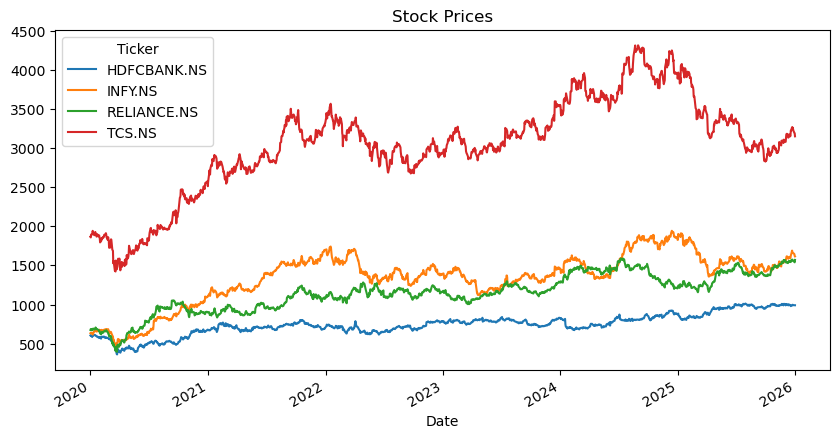 Stock Prices
4500
4000
3500
3000
2500
2000
1500
1000
500
Ticker
HDFCBANK.NS
INFY.NS
RELIANCE.NS
TCS.NS
2020
2021
2022
2023
2024
2025
2026
Date